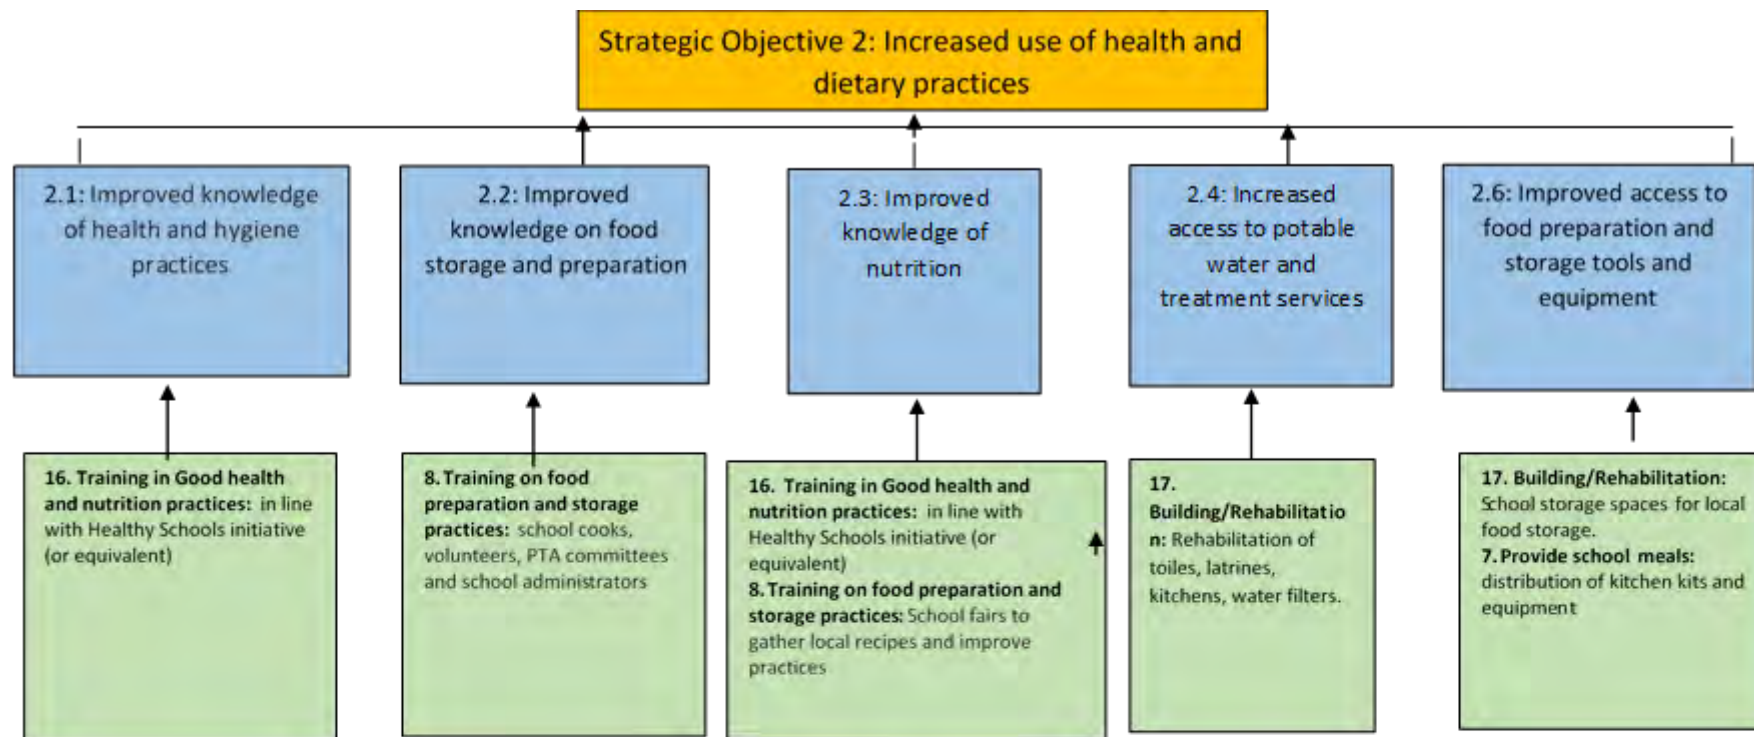 Strategic Objective 2: Increased use of health and
dietary practices
2.1: Improved knowledge
of health and hygiene
practices
2.2: Improved
knowledge on food
storage and preparation
2.3: Improved
knowledge of
nutrition
2.4: Increased
access to potable
water and
treatment services
2.6: Improved access to
food preparation and
storage tools and
equipment
16. Training in Good health
and nutrition practices: in line
with Healthy Schools initiative
(or equivalent)
8. Training on food
preparation and storage
practices: school cooks,
volunteers, PTA committees
and school administrators
16. Training in Good health and
nutrition practices: in line with
Healthy Schools initiative (or
equivalent)
8. Training on food preparation and
storage practices: School fairs to
gather local recipes and improve
practices
17.
Building/Rehabilitatio
n: Rehabilitation of
toiles, latrines,
kitchens, water filters.
17. Building/Rehabilitation:
School storage spaces for local
food storage.
7. Provide school meals:
distribution of kitchen kits and
equipment